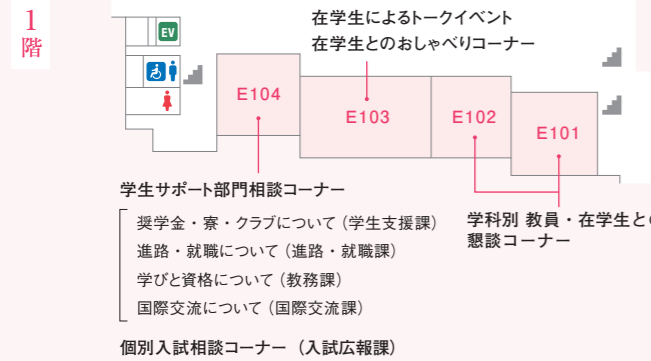 1
階
在学生によるトークイベント
在学生とのおしゃべりコーナー
EV
E104
E103
E102
E101
学生サポート部門相談コーナー
奨学金・寮・クラブについて（学生支援課）
進路・就職について（進路・就職課）
学びと資格について（教務課）
国際交流について（国際交流課）
個別入試相談コーナー（入試広報課）
学科別 教員・在学生と
懇談コーナー